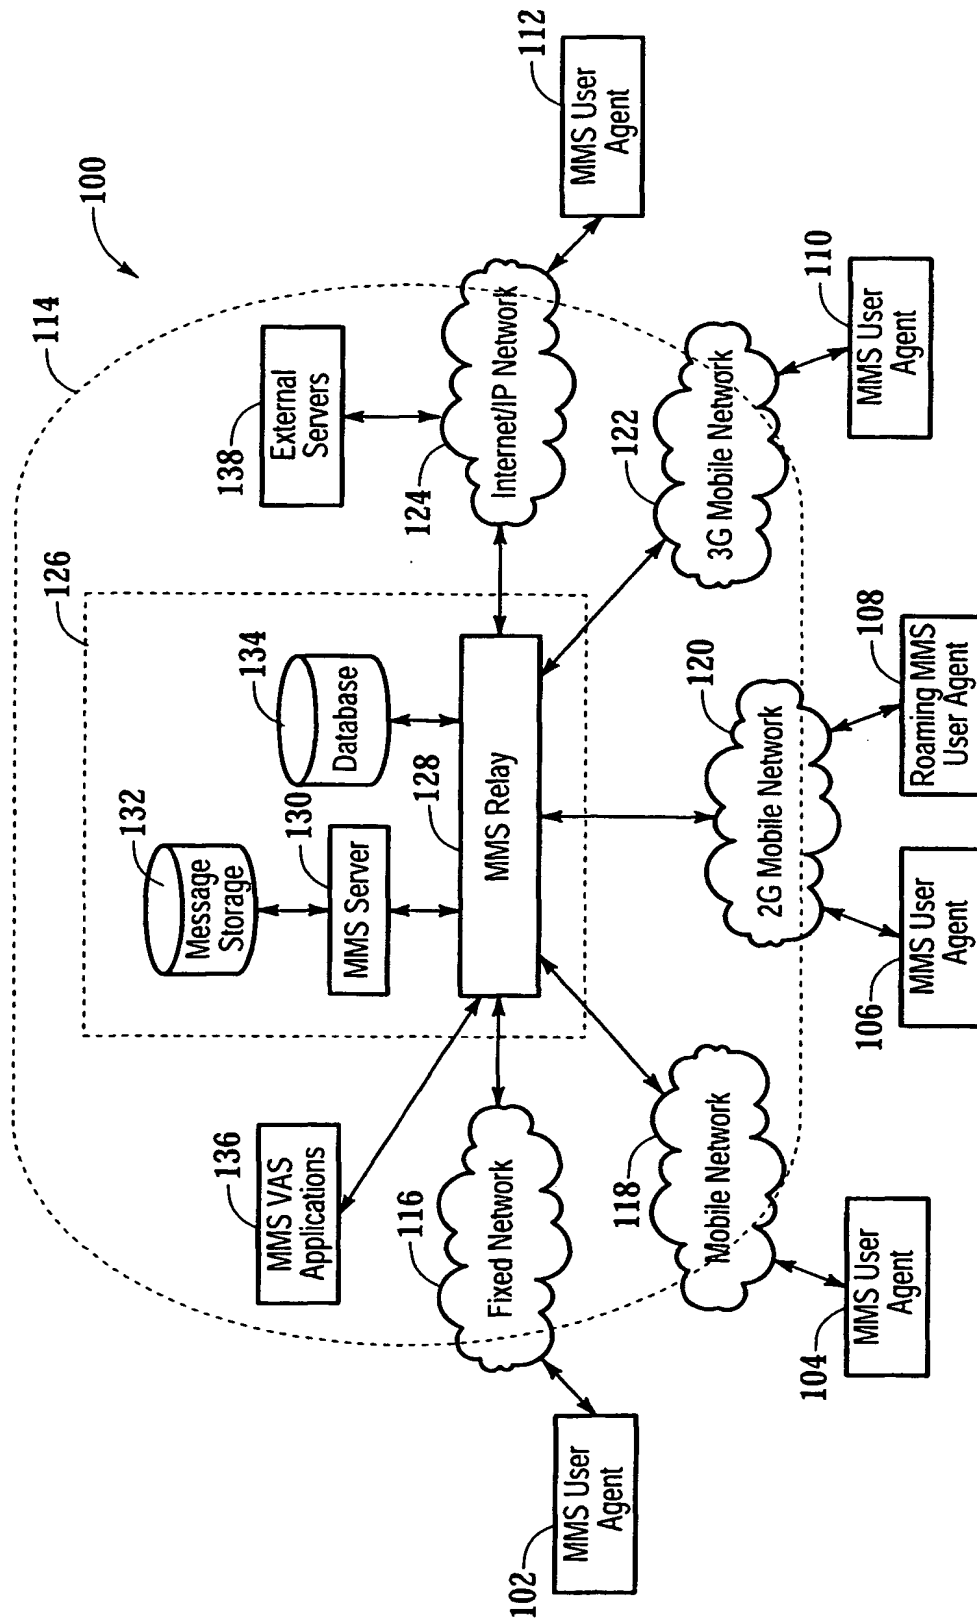 100
114
126
132
Message
Storage
134
Database
130
MMS Server
138
External
Servers
136
MMS VAS
Applications
128
MMS Relay
116
Fixed Network
124
Internet/IP Network
112
MMS User
Agent
102
MMS User
Agent
118
Mobile Network
120
2G Mobile Network
122
3G Mobile Network
104
MMS User
Agent
106
MMS User
Agent
108
Roaming MMS
User Agent
110
MMS User
Agent